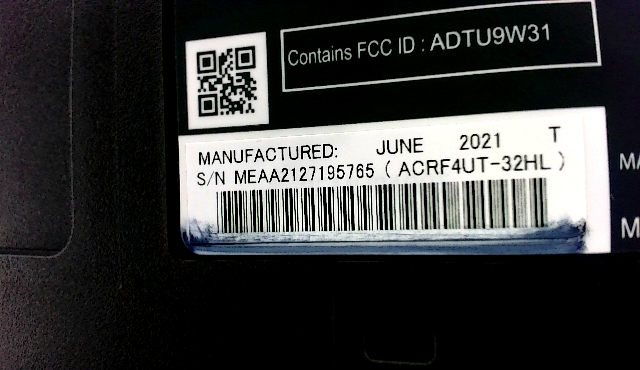 Contains FCC ID : ADTU9W31
MANUFACTURED: JUNE 2021 T
S/N MEAA2127195765 ( ACRF4UT-32HL )